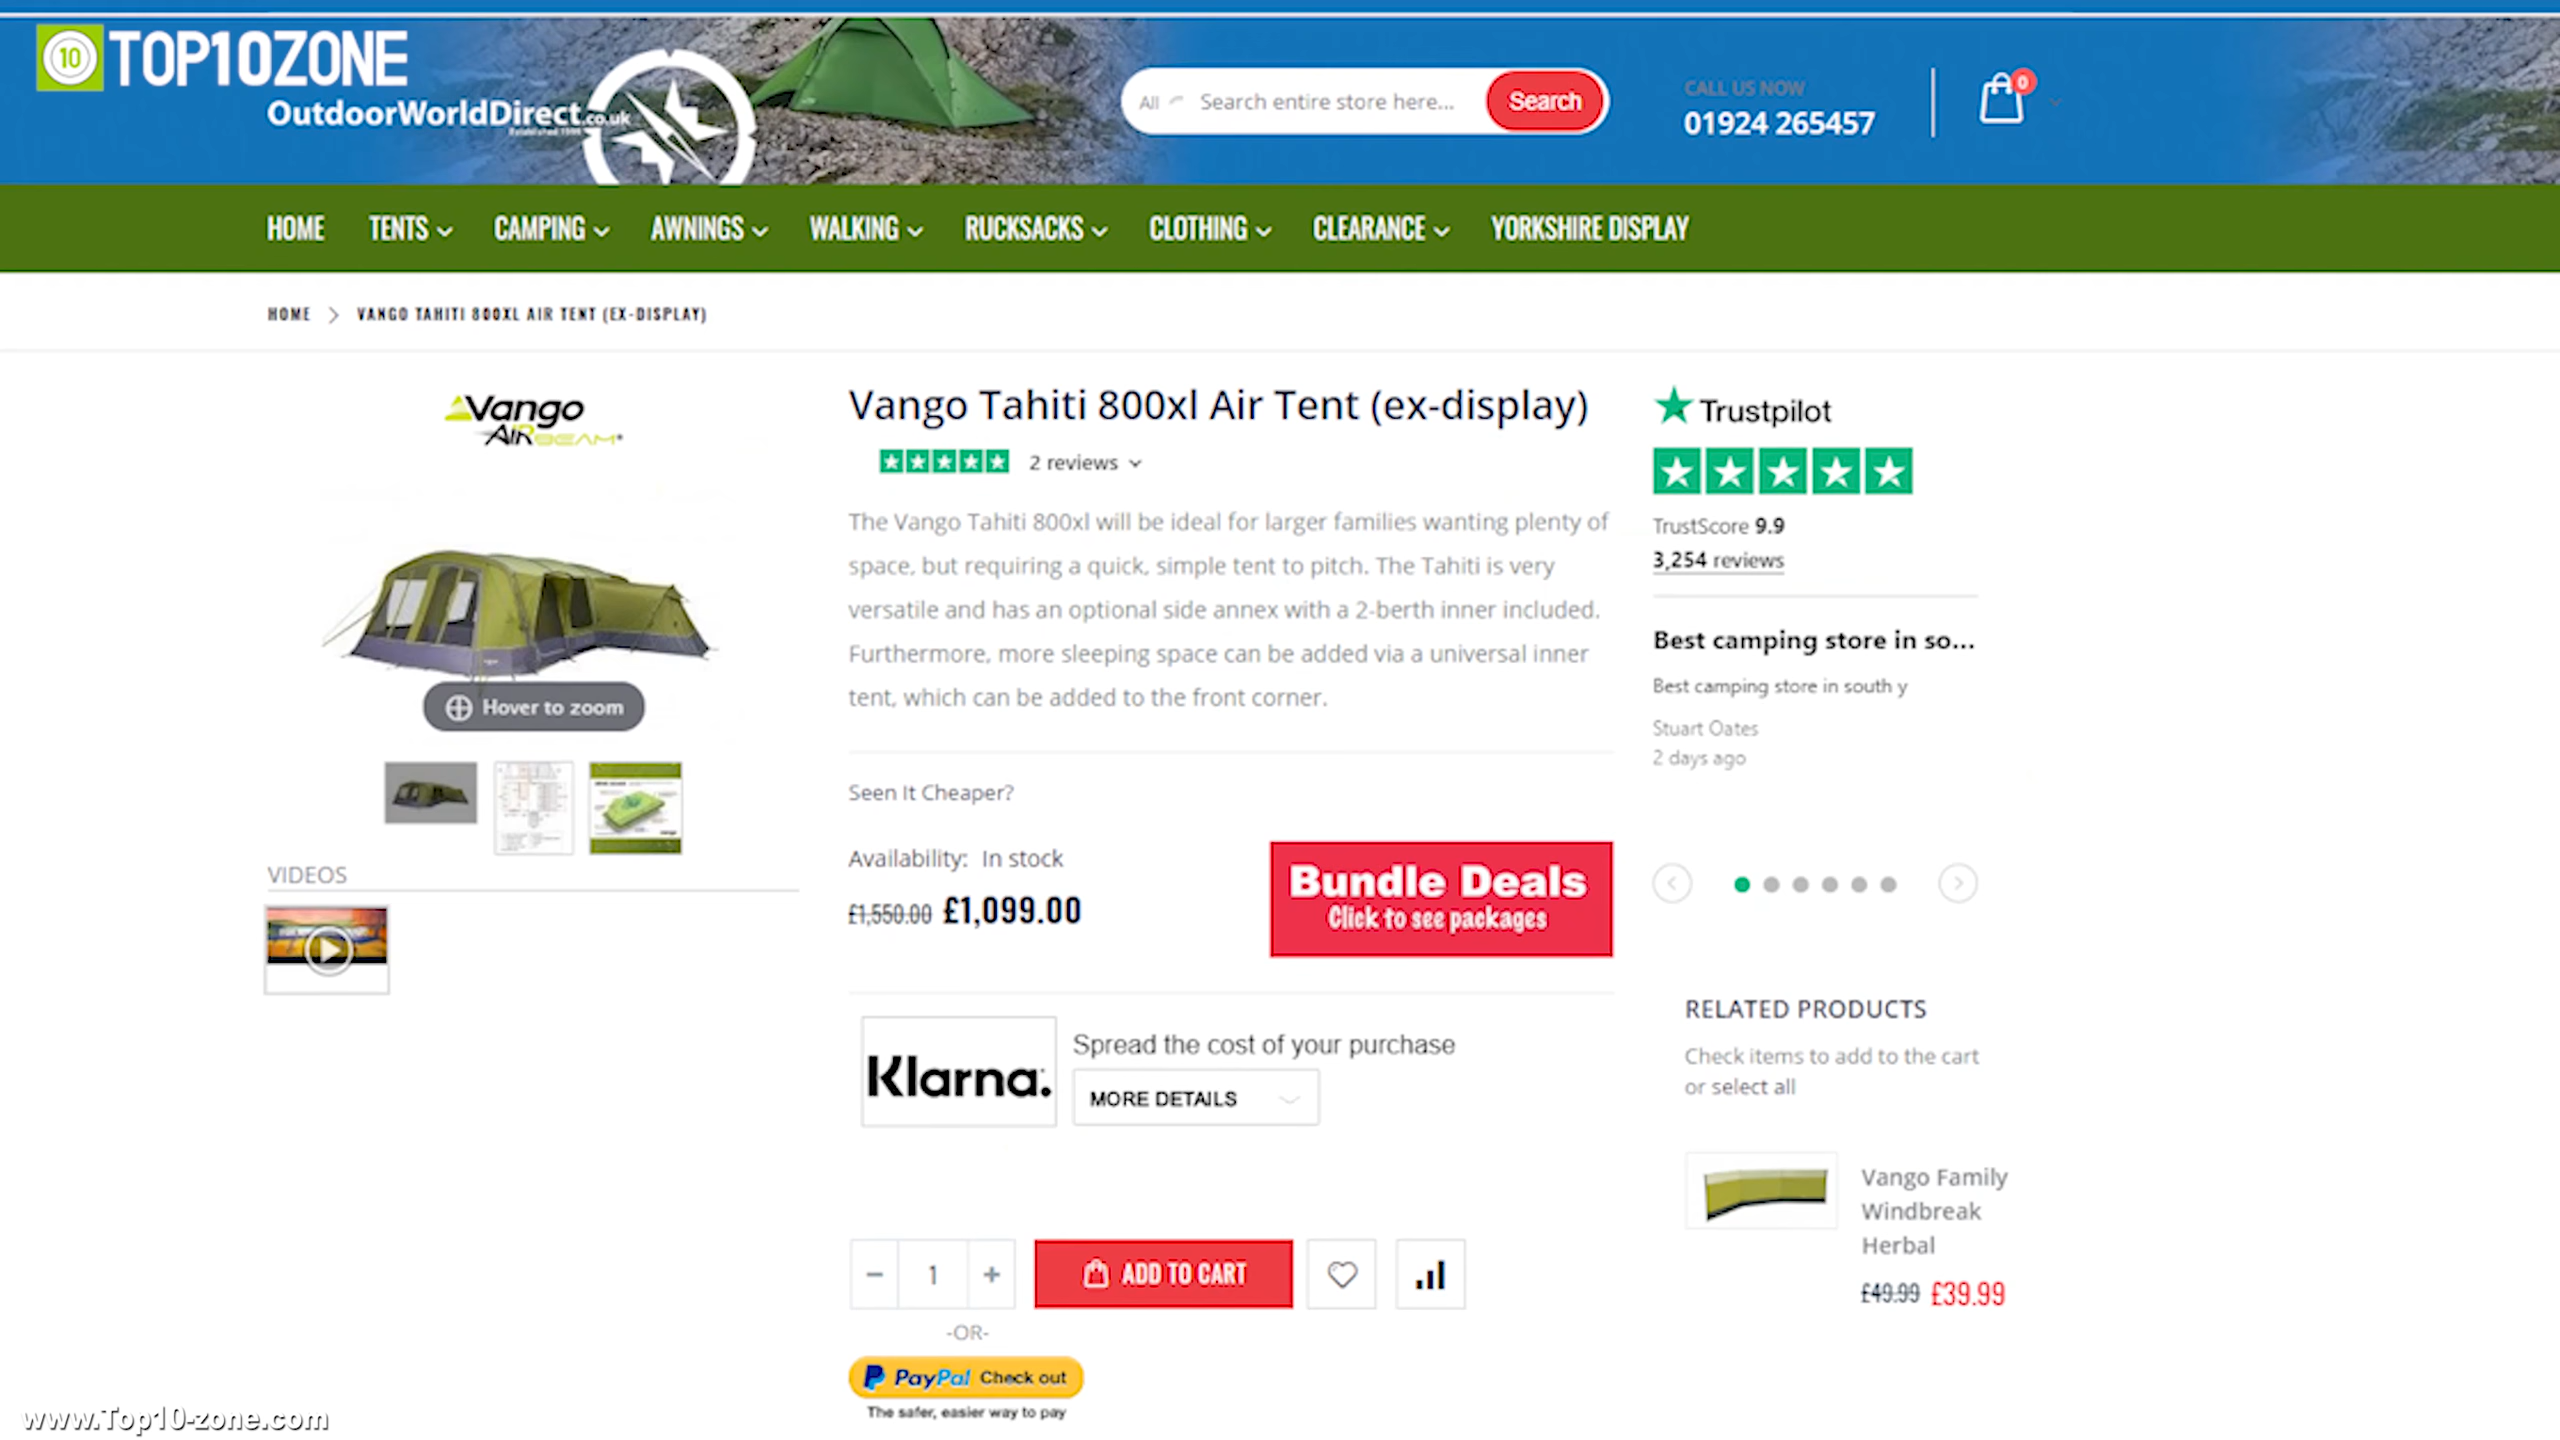 10 TOP10ZONE
OutdoorWorldDirect.co.uk
Established 1999
All Search entire store here... Search
CALL US NOW
01924 265457
0
HOME TENTS CAMPING AWNINGS WALKING RUCKSACKS CLOTHING CLEARANCE YORKSHIRE DISPLAY
HOME > VANGO TAHITI 800XL AIR TENT (EX-DISPLAY)
Vango
AIRBEAM
Hover to zoom
VIDEOS
Vango Tahiti 800xl Air Tent (ex-display)
2 reviews
The Vango Tahiti 800xl will be ideal for larger families wanting plenty of
space, but requiring a quick, simple tent to pitch. The Tahiti is very
versatile and has an optional side annex with a 2-berth inner included.
Furthermore, more sleeping space can be added via a universal inner
tent, which can be added to the front corner.
Seen It Cheaper?
Availability: In stock
£1,550.00 £1,099.00
Bundle Deals
Click to see packages
Klarna.
Spread the cost of your purchase
MORE DETAILS
− 1 + ADD TO CART
-OR-
PayPal Check out
The safer, easier way to pay
Trustpilot
TrustScore 9.9
3,254 reviews
Best camping store in so...
Best camping store in south y
Stuart Oates
2 days ago
RELATED PRODUCTS
Check items to add to the cart
or select all
Vango Family
Windbreak
Herbal
£49.99 £39.99
www.Top10-zone.com